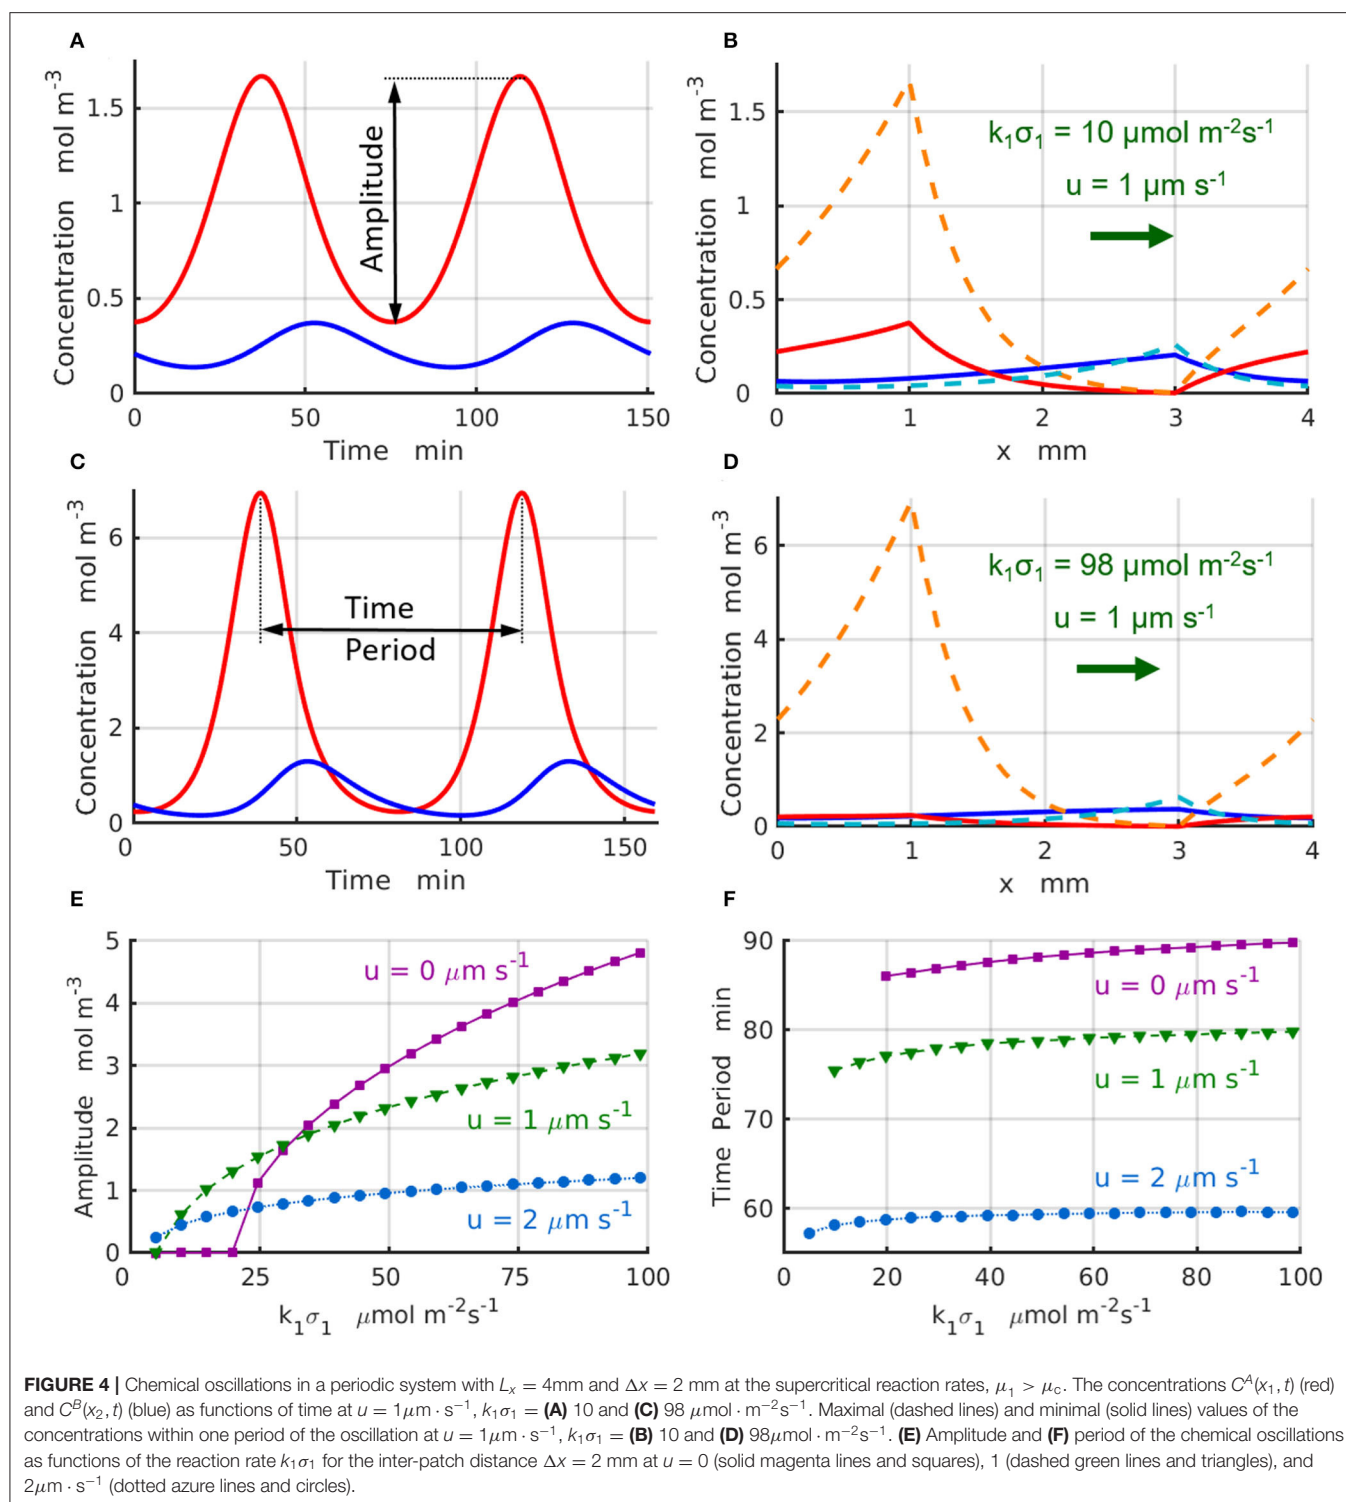 A
Concentration mol m-3
1.5
1
0.5
0
Amplitude
0 50 100 150
Time min
B
Concentration mol m-3
1.5
1
0.5
0
k1σ1 = 10 µmol m-2s-1
u = 1 µm s-1
0 1 2 3 4
x mm
C
Concentration mol m-3
6
4
2
0
Time
Period
0 50 100 150
Time min
D
Concentration mol m-3
6
4
2
0
k1σ1 = 98 µmol m-2s-1
u = 1 µm s-1
0 1 2 3 4
x mm
E
Amplitude mol m-3
5
4
3
2
1
0
u = 0 µm s-1
u = 1 µm s-1
u = 2 µm s-1
0 25 50 75 100
k1σ1 µmol m-2s-1
F
Time Period min
90
80
70
60
u = 0 µm s-1
u = 1 µm s-1
u = 2 µm s-1
0 20 40 60 80 100
k1σ1 µmol m-2s-1
FIGURE 4 | Chemical oscillations in a periodic system with Lx = 4mm and Δx = 2 mm at the supercritical reaction rates, μ1 > μc. The concentrations CA(x1, t) (red)
and CB(x2, t) (blue) as functions of time at u = 1μm · s−1, k1σ1 = (A) 10 and (C) 98 μmol · m−2s−1. Maximal (dashed lines) and minimal (solid lines) values of the
concentrations within one period of the oscillation at u = 1μm · s−1, k1σ1 = (B) 10 and (D) 98μmol · m−2s−1. (E) Amplitude and (F) period of the chemical oscillations
as functions of the reaction rate k1σ1 for the inter-patch distance Δx = 2 mm at u = 0 (solid magenta lines and squares), 1 (dashed green lines and triangles), and
2μm · s−1 (dotted azure lines and circles).